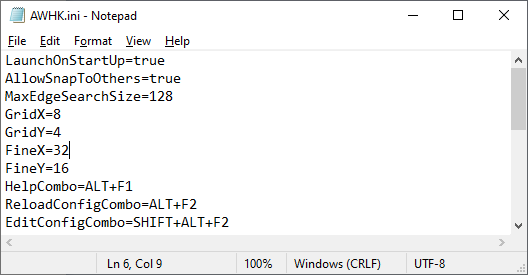 AWHK.ini - Notepad
File Edit Format View Help
LaunchOnStartUp=true
AllowSnapToOthers=true
MaxEdgeSearchSize=128
GridX=8
GridY=4
FineX=32
FineY=16
HelpCombo=ALT+F1
ReloadConfigCombo=ALT+F2
EditConfigCombo=SHIFT+ALT+F2
Ln 6, Col 9 100% Windows (CRLF) UTF-8